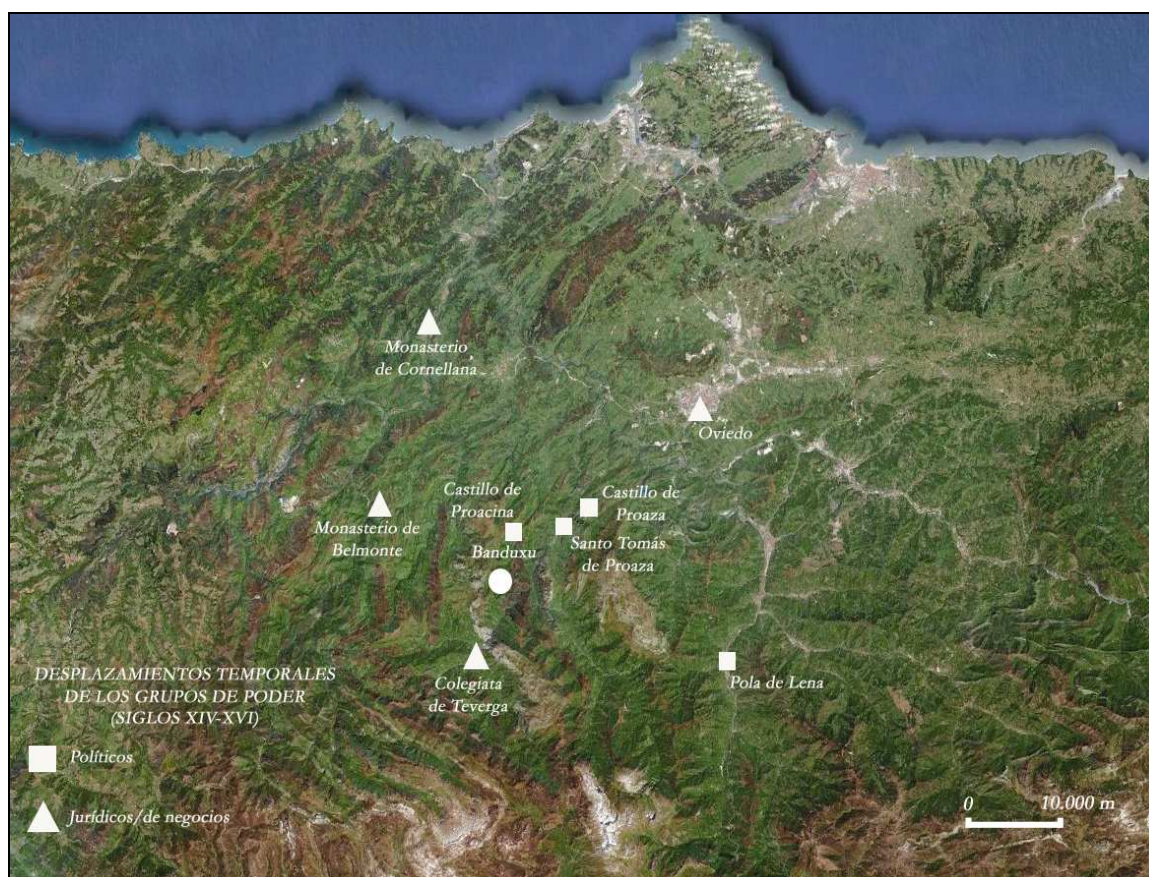 Monasterio
de Cornellana
Oviedo
Castillo de
Proacina
Castillo de
Proaza
Monasterio de
Belmonte
Banduxu
Santo Tomás
de Proaza
DESPLAZAMIENTOS TEMPORALES
DE LOS GRUPOS DE PODER
(SIGLOS XIV-XVI)
Colegiata
de Teverga
Pola de Lena
Políticos
Jurídicos/de negocios
0
10.000 m